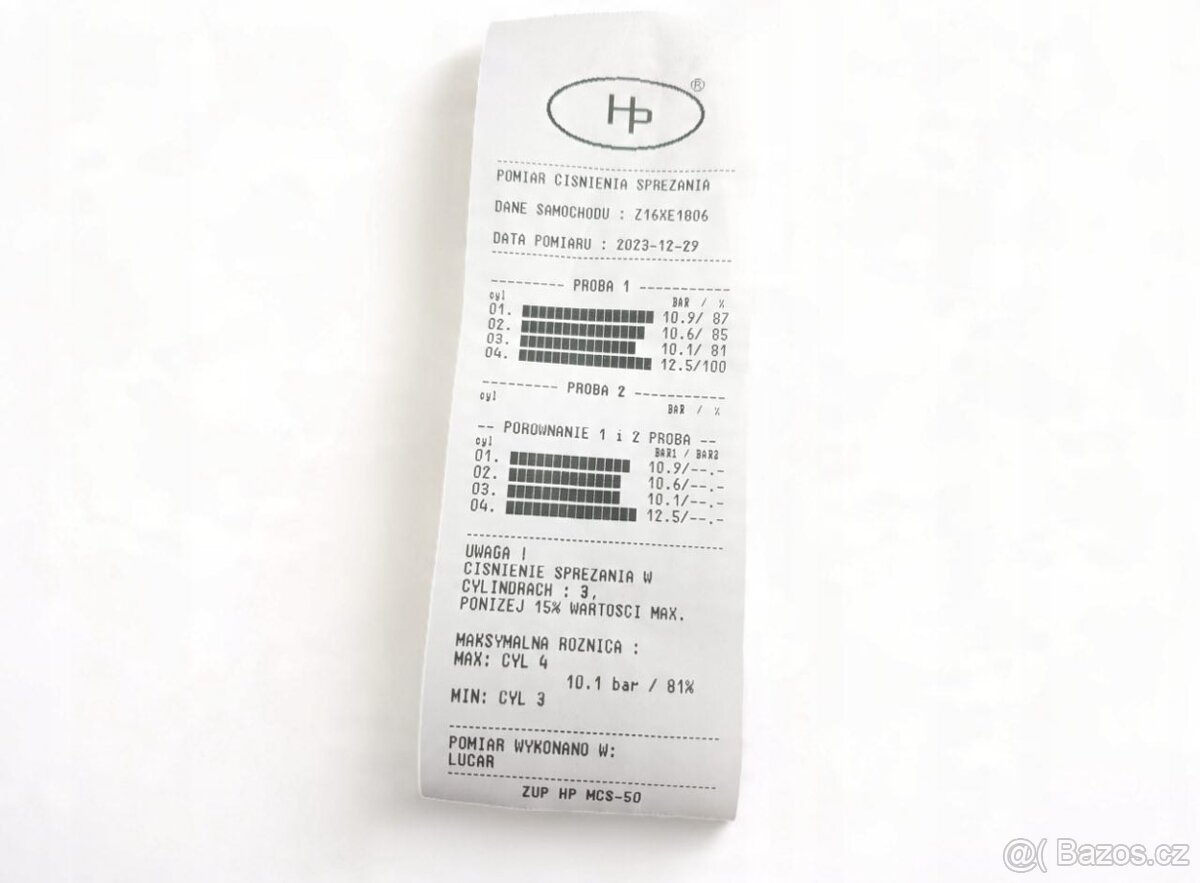 HP ®
POMIAR CISNIENIA SPREZANIA
DANE SAMOCHODU : Z16XE1806
DATA POMIARU : 2023-12-29
--------- PROBA 1 -----------
cyl BAR / %
01. 10.9/ 87
02. 10.6/ 85
03. 10.1/ 81
04. 12.5/100
--------- PROBA 2 -----------
cyl BAR / %
-- POROWNANIE 1 i 2 PROBA --
cyl BAR1 / BAR2
01. 10.9/--.-
02. 10.6/--.-
03. 10.1/--.-
04. 12.5/--.-
UWAGA !
CISNIENIE SPREZANIA W
CYLINDRACH : 3,
PONIZEJ 15% WARTOSCI MAX.
MAKSYMALNA ROZNICA :
MAX: CYL 4
10.1 bar / 81%
MIN: CYL 3
POMIAR WYKONANO W:
LUCAR
ZUP HP MCS-50
@( Bazos.cz